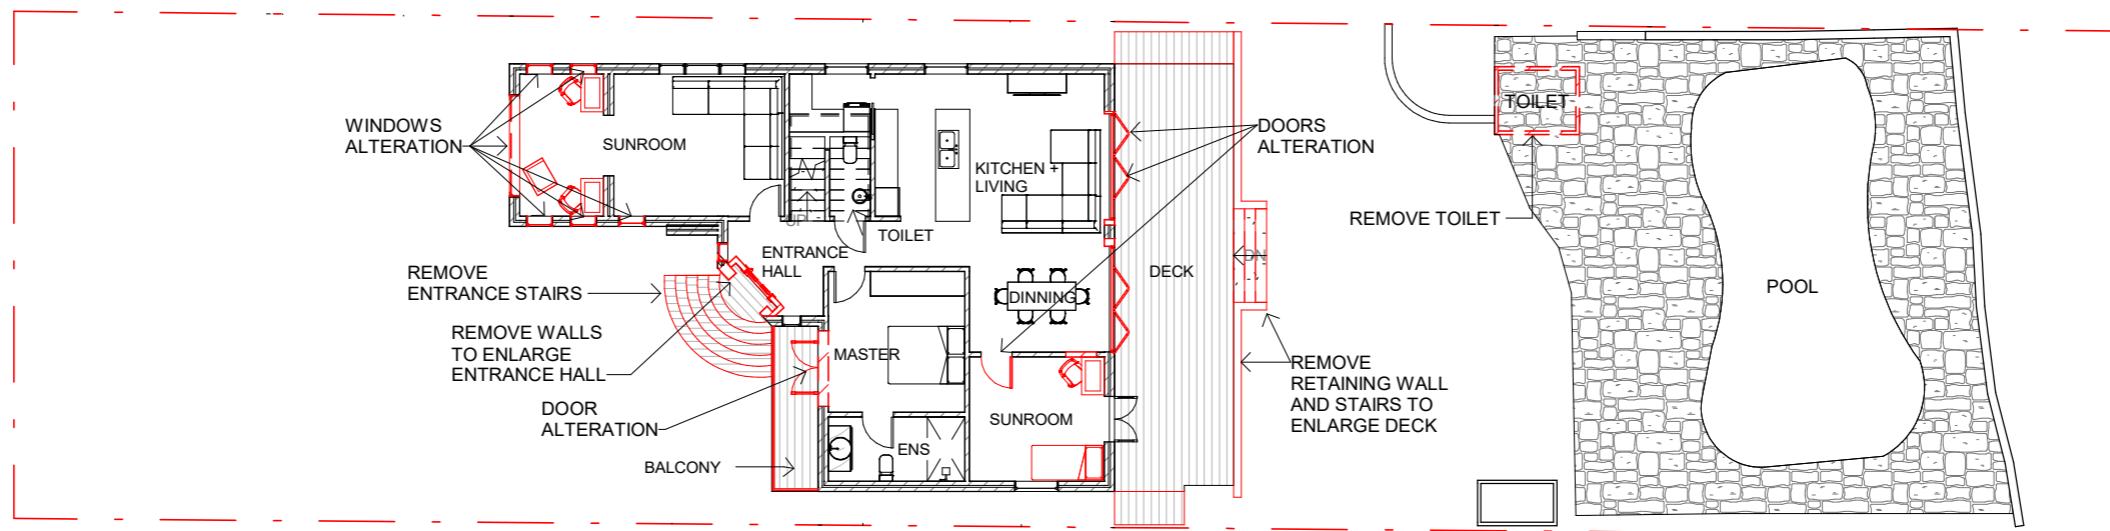 WINDOWS
ALTERATION
SUNROOM
UP
KITCHEN +
LIVING
DOORS
ALTERATION
TOILET
REMOVE TOILET
TOILET
ENTRANCE
HALL
DECK
DN
REMOVE
ENTRANCE STAIRS
DINNING
POOL
REMOVE WALLS
TO ENLARGE
ENTRANCE HALL
MASTER
REMOVE
RETAINING WALL
AND STAIRS TO
ENLARGE DECK
DOOR
ALTERATION
SUNROOM
ENS
BALCONY